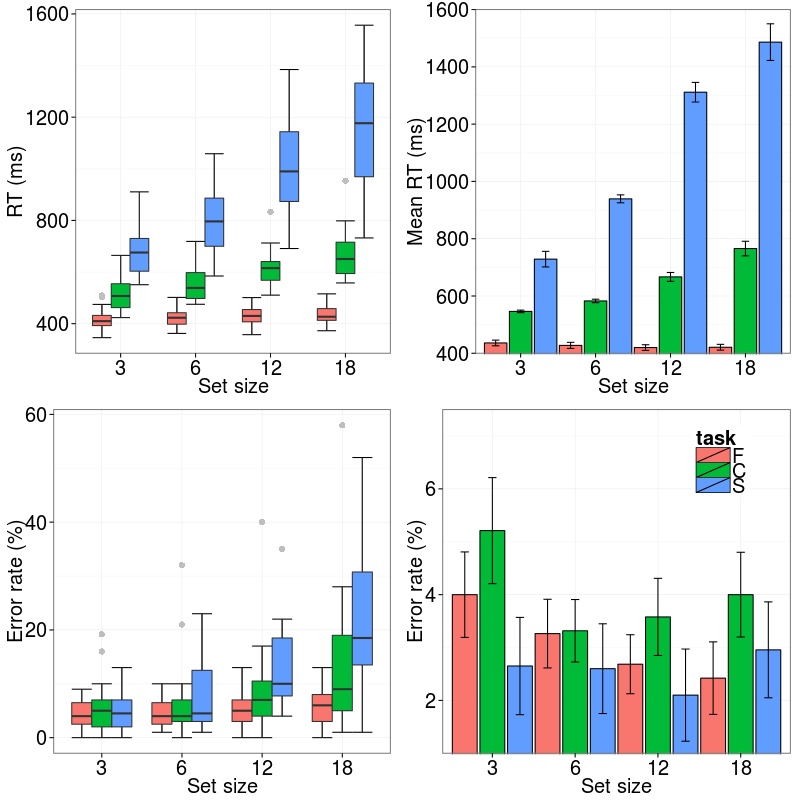 RT (ms)
1600
1200
800
400
3 6 12 18
Set size
Mean RT (ms)
1600
1400
1200
1000
800
600
400
3 6 12 18
Set size
Error rate (%)
60
40
20
0
3 6 12 18
Set size
Error rate (%)
6
4
2
task
F
C
S
3 6 12 18
Set size